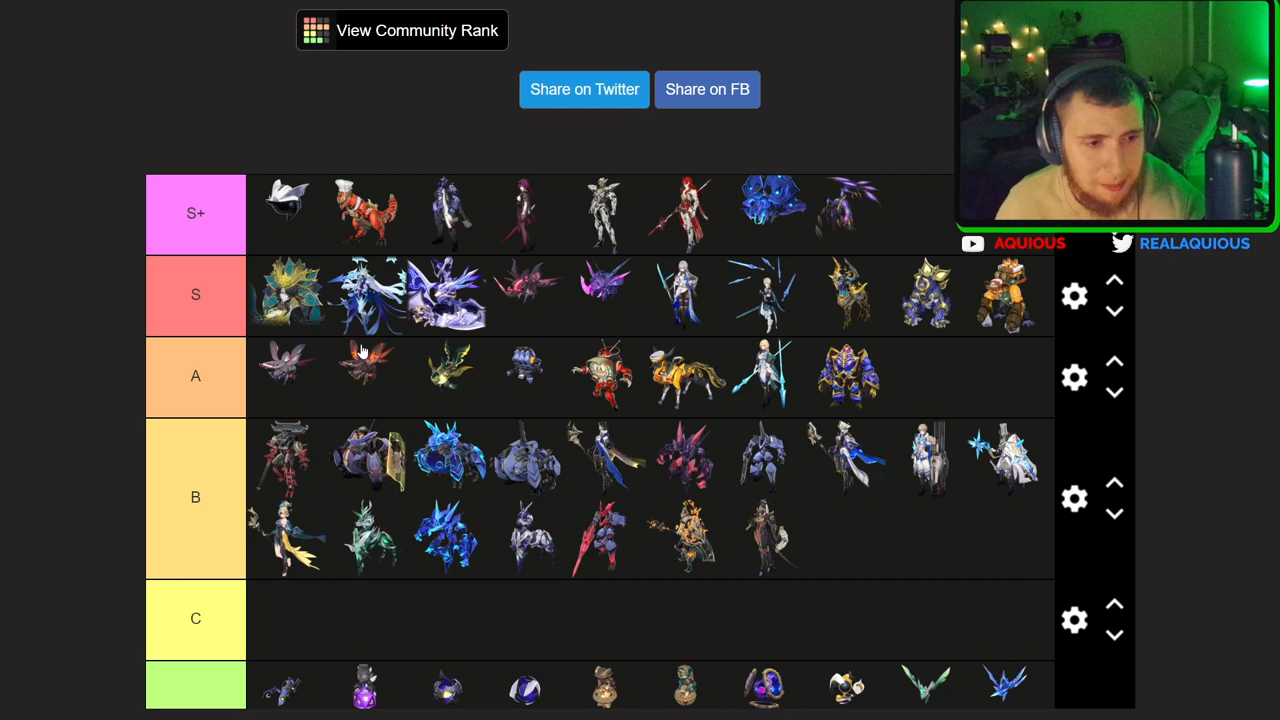 View Community Rank
Share on Twitter
Share on FB
S+
AQUIOUS
REALAQUIOUS
S
A
B
C